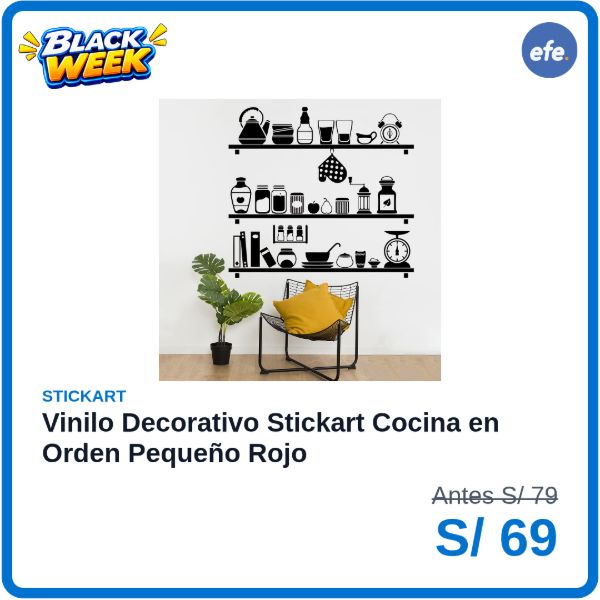 BLACK
WEEK
efe.
STICKART
Vinilo Decorativo Stickart Cocina en
Orden Pequeño Rojo
Antes S/ 79
S/ 69